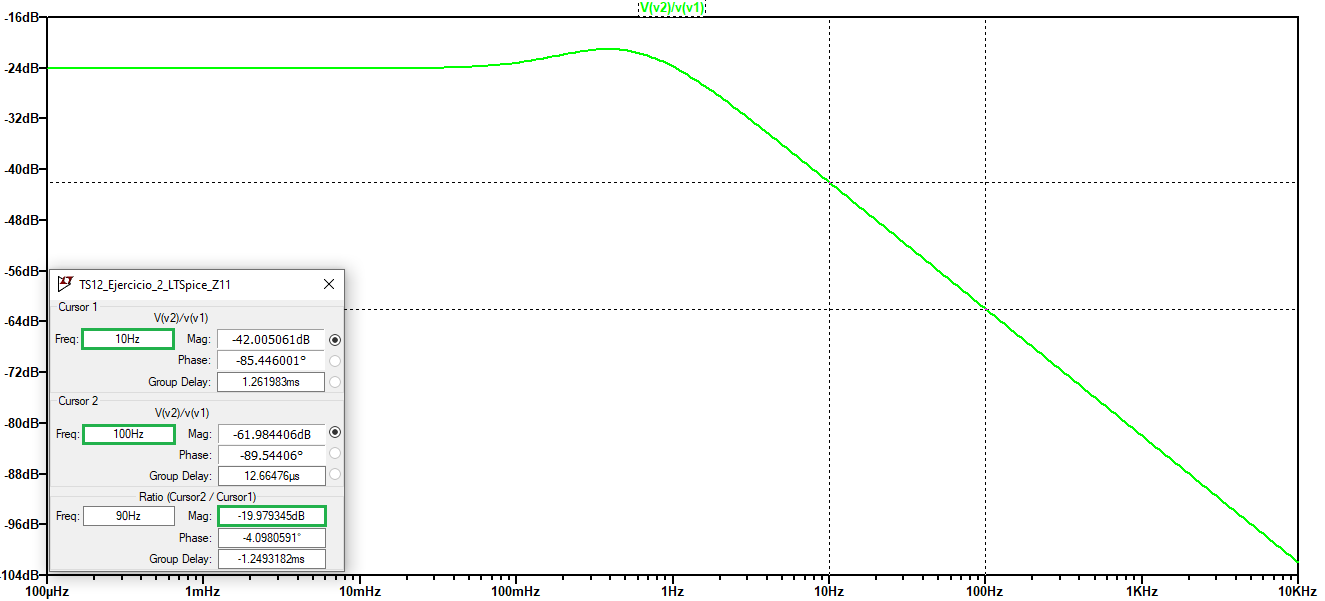 V(v2)/v(v1)
-16dB
-24dB
-32dB
-40dB
-48dB
-56dB
-64dB
-72dB
-80dB
-88dB
-96dB
-104dB
TS12_Ejercicio_2_LTSpice_Z11
Cursor 1
V(v2)/v(v1)
Freq: 10Hz Mag: -42.005061dB
Phase: -85.446001°
Group Delay: 1.261983ms
Cursor 2
V(v2)/v(v1)
Freq: 100Hz Mag: -61.984406dB
Phase: -89.54406°
Group Delay: 12.66476µs
Ratio (Cursor2 / Cursor1)
Freq: 90Hz Mag: -19.979345dB
Phase: -4.0980591°
Group Delay: -1.2493182ms
100µHz 1mHz 10mHz 100mHz 1Hz 10Hz 100Hz 1KHz 10KHz